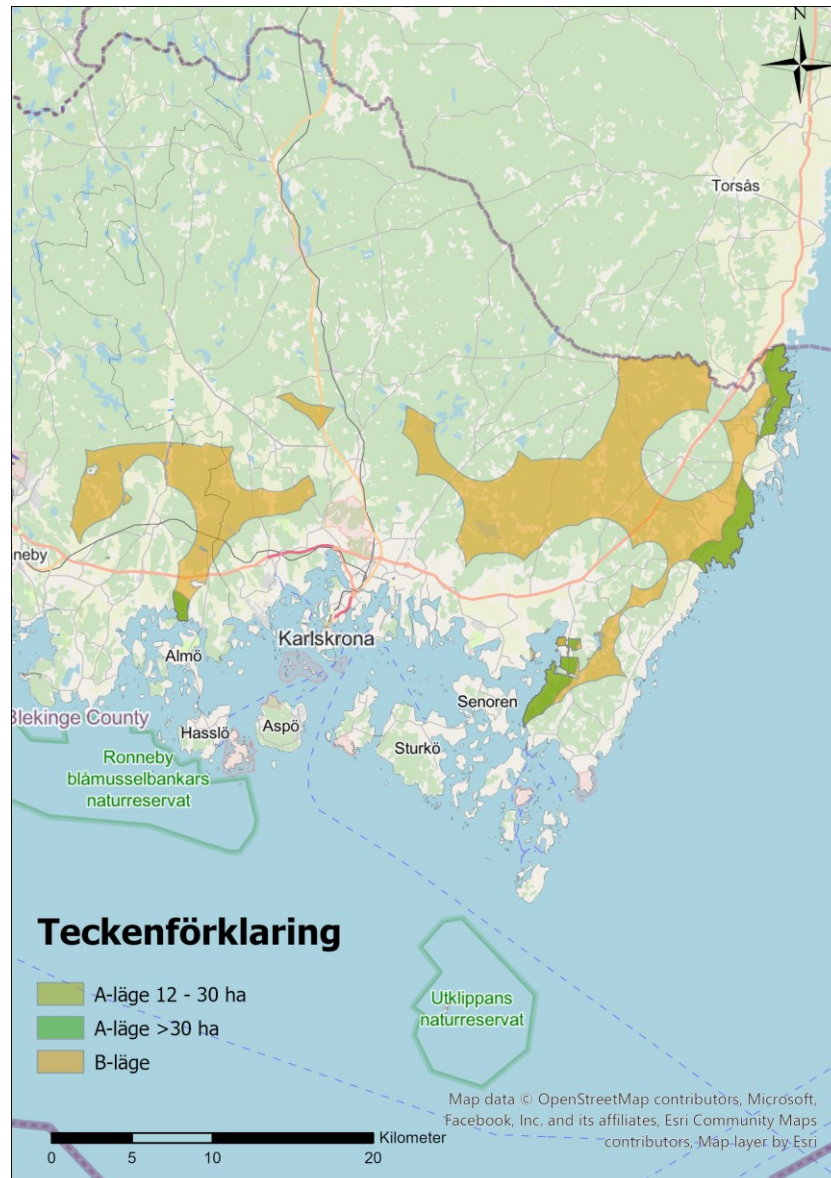 N
Torsås
neby
Karlskrona
Almö
Senoren
Blekinge County
Hasslö
Aspö
Sturkö
Ronneby
blåmusselbankars
naturreservat
Teckenförklaring
A-läge 12 - 30 ha
A-läge >30 ha
B-läge
Utklippans
naturreservat
Map data © OpenStreetMap contributors, Microsoft,
Facebook, Inc. and its affiliates, Esri Community Maps
contributors, Map layer by Esri
Kilometer
0 5 10 20